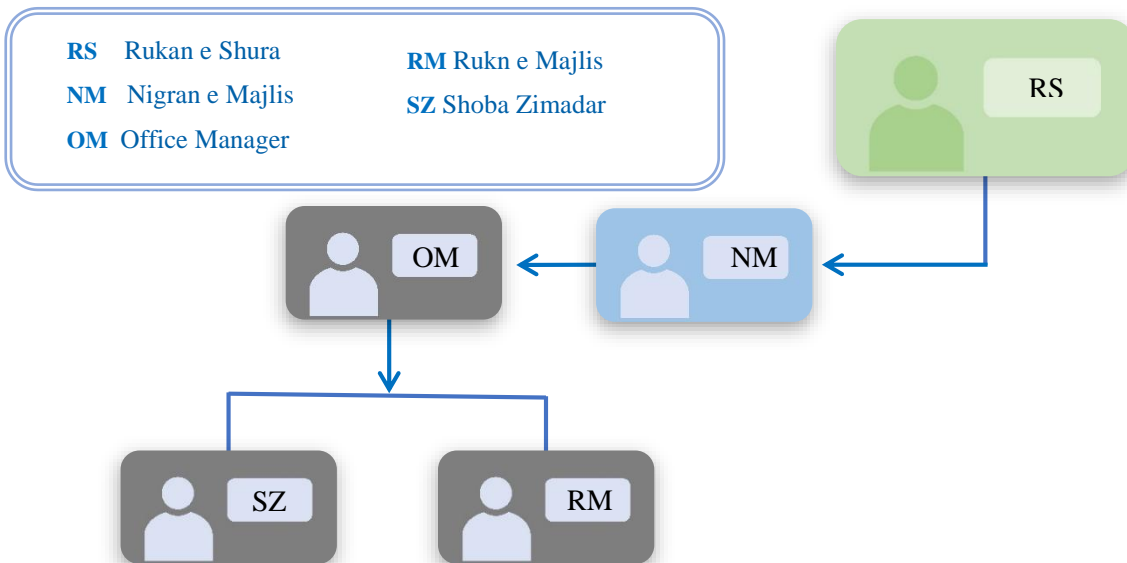 RS Rukan e Shura
NM Nigran e Majlis
OM Office Manager
RM Rukn e Majlis
SZ Shoba Zimadar
RS
OM
NM
SZ
RM